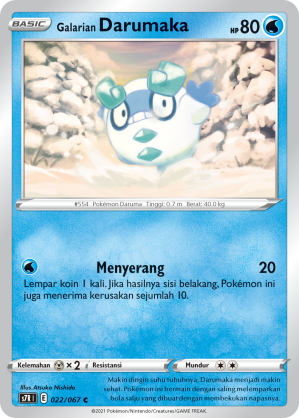 BASIC
Galarian Darumaka HP 80
#554 Pokémon Daruma Tinggi: 0.7 m Berat: 40.0 kg
Menyerang 20
Lempar koin 1 kali. Jika hasilnya sisi belakang, Pokémon ini
juga menerima kerusakan sejumlah 10.
Kelemahan ×2 Resistansi Mundur
Illus. Atsuko Nishida
s7R I E 022/067 C
Makin dingin suhu tubuhnya, Darumaka makin sehat.
Pokémon ini bermain dengan saling melemparkan
bola salju yang dibuat dengan membekukan napasnya.
©2021 Pokémon/Nintendo/Creatures/GAME FREAK